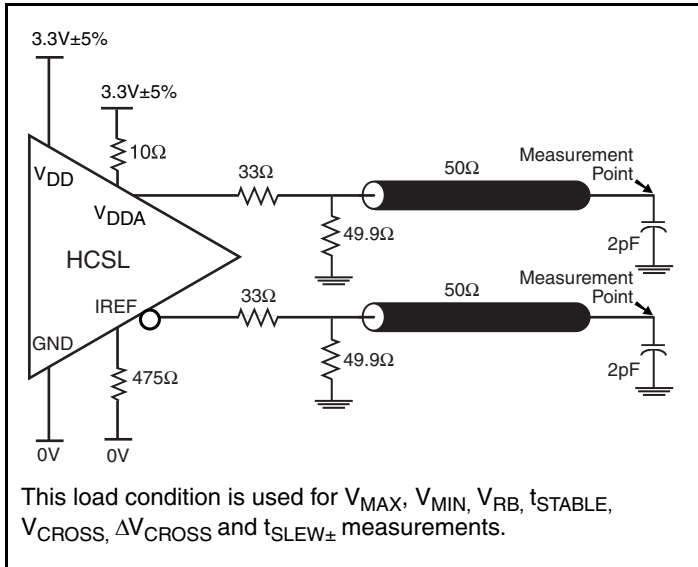 3.3V±5%
3.3V±5%
10Ω
VDD
VDDA
HCSL
IREF
GND
475Ω
0V
0V
33Ω
49.9Ω
50Ω
Measurement
Point
2pF
33Ω
49.9Ω
50Ω
Measurement
Point
2pF
This load condition is used for VMAX, VMIN, VRB, tSTABLE,
VCROSS, ΔVCROSS and tSLEW± measurements.